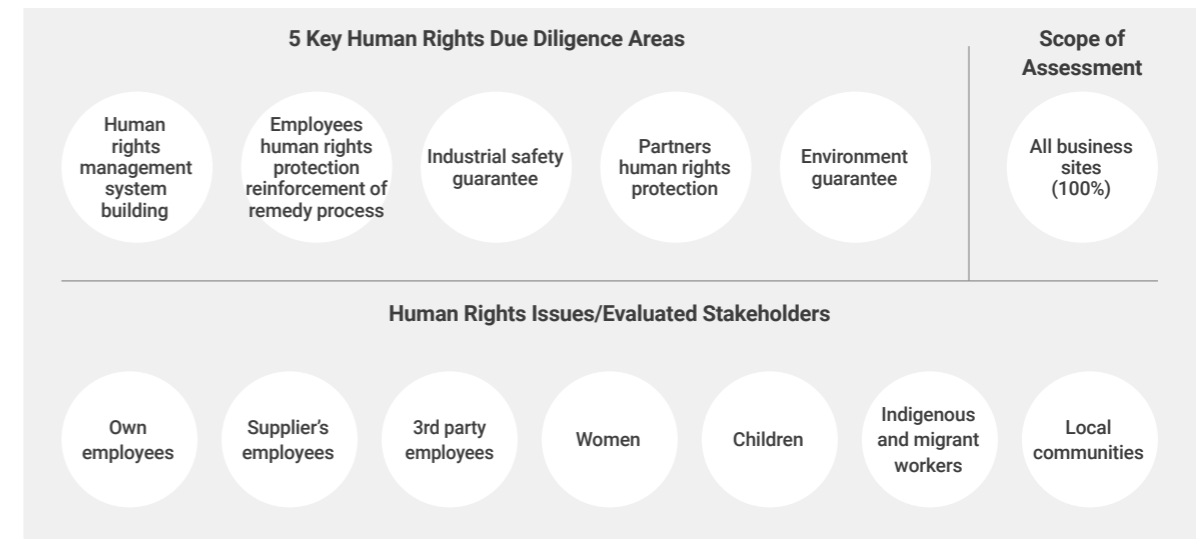 5 Key Human Rights Due Diligence Areas
Human
rights
management
system
building
Employees
human rights
protection
reinforcement of
remedy process
Industrial safety
guarantee
Partners
human rights
protection
Environment
guarantee
Scope of
Assessment
All business
sites
(100%)
Human Rights Issues/Evaluated Stakeholders
Own
employees
Supplier's
employees
3rd party
employees
Women
Children
Indigenous
and migrant
workers
Local
communities